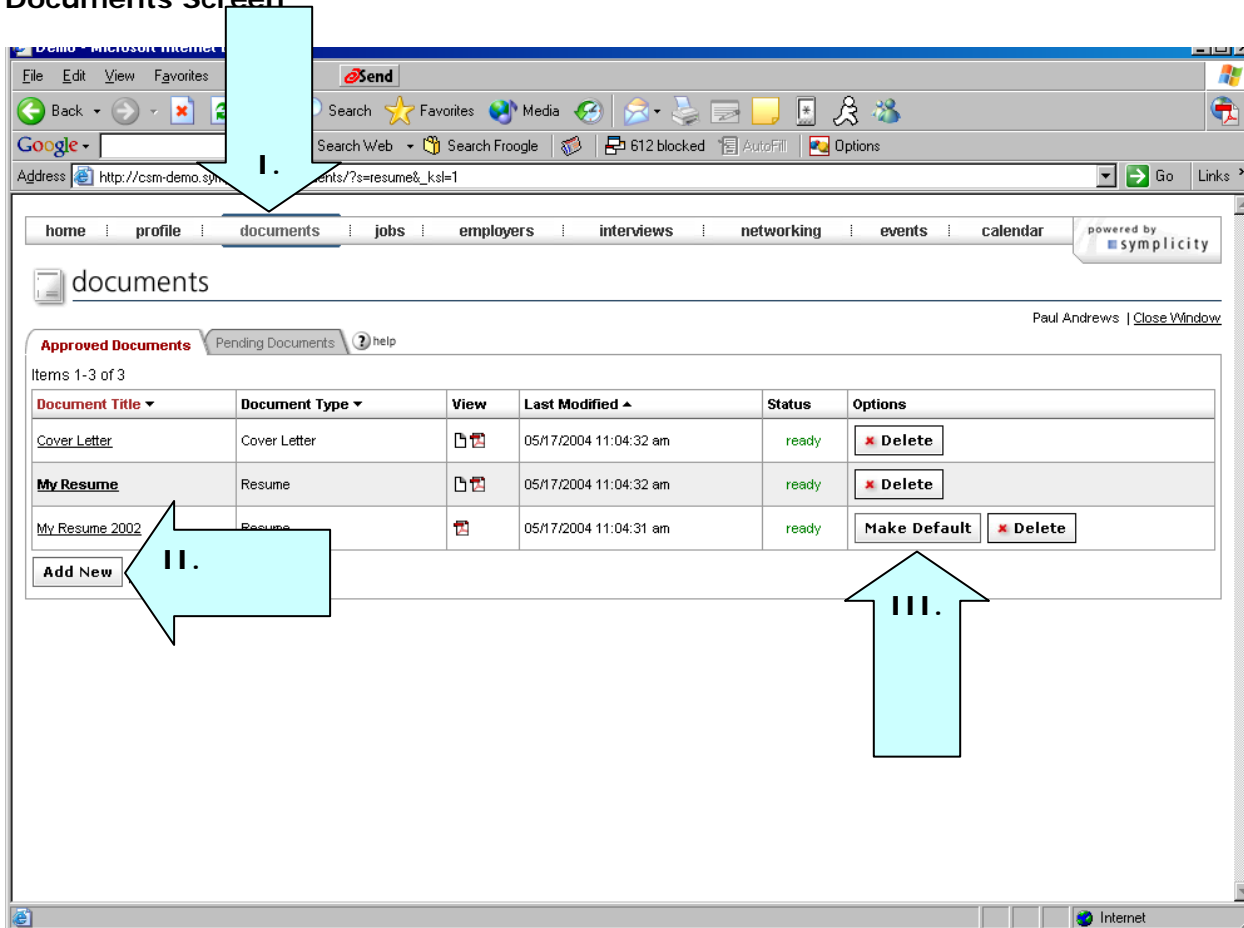 Documents Screen
Demo - Microsoft Internet
File Edit View Favorites Send
Back Search Favorites Media
Google Search Web Search Froogle 612 blocked AutoFill Options
Address http://csm-demo.sym ents/?s=resume&_ksl=1 Go Links
I.
home profile documents jobs employers interviews networking events calendar powered by
symplicity
documents
Paul Andrews | Close Window
Approved Documents Pending Documents ? help
Items 1-3 of 3
Document Title Document Type View Last Modified Status Options
Cover Letter Cover Letter 05/17/2004 11:04:32 am ready Delete
My Resume Resume 05/17/2004 11:04:32 am ready Delete
My Resume 2002 Resume 05/17/2004 11:04:31 am ready Make Default Delete
Add New
II.
III.
Internet